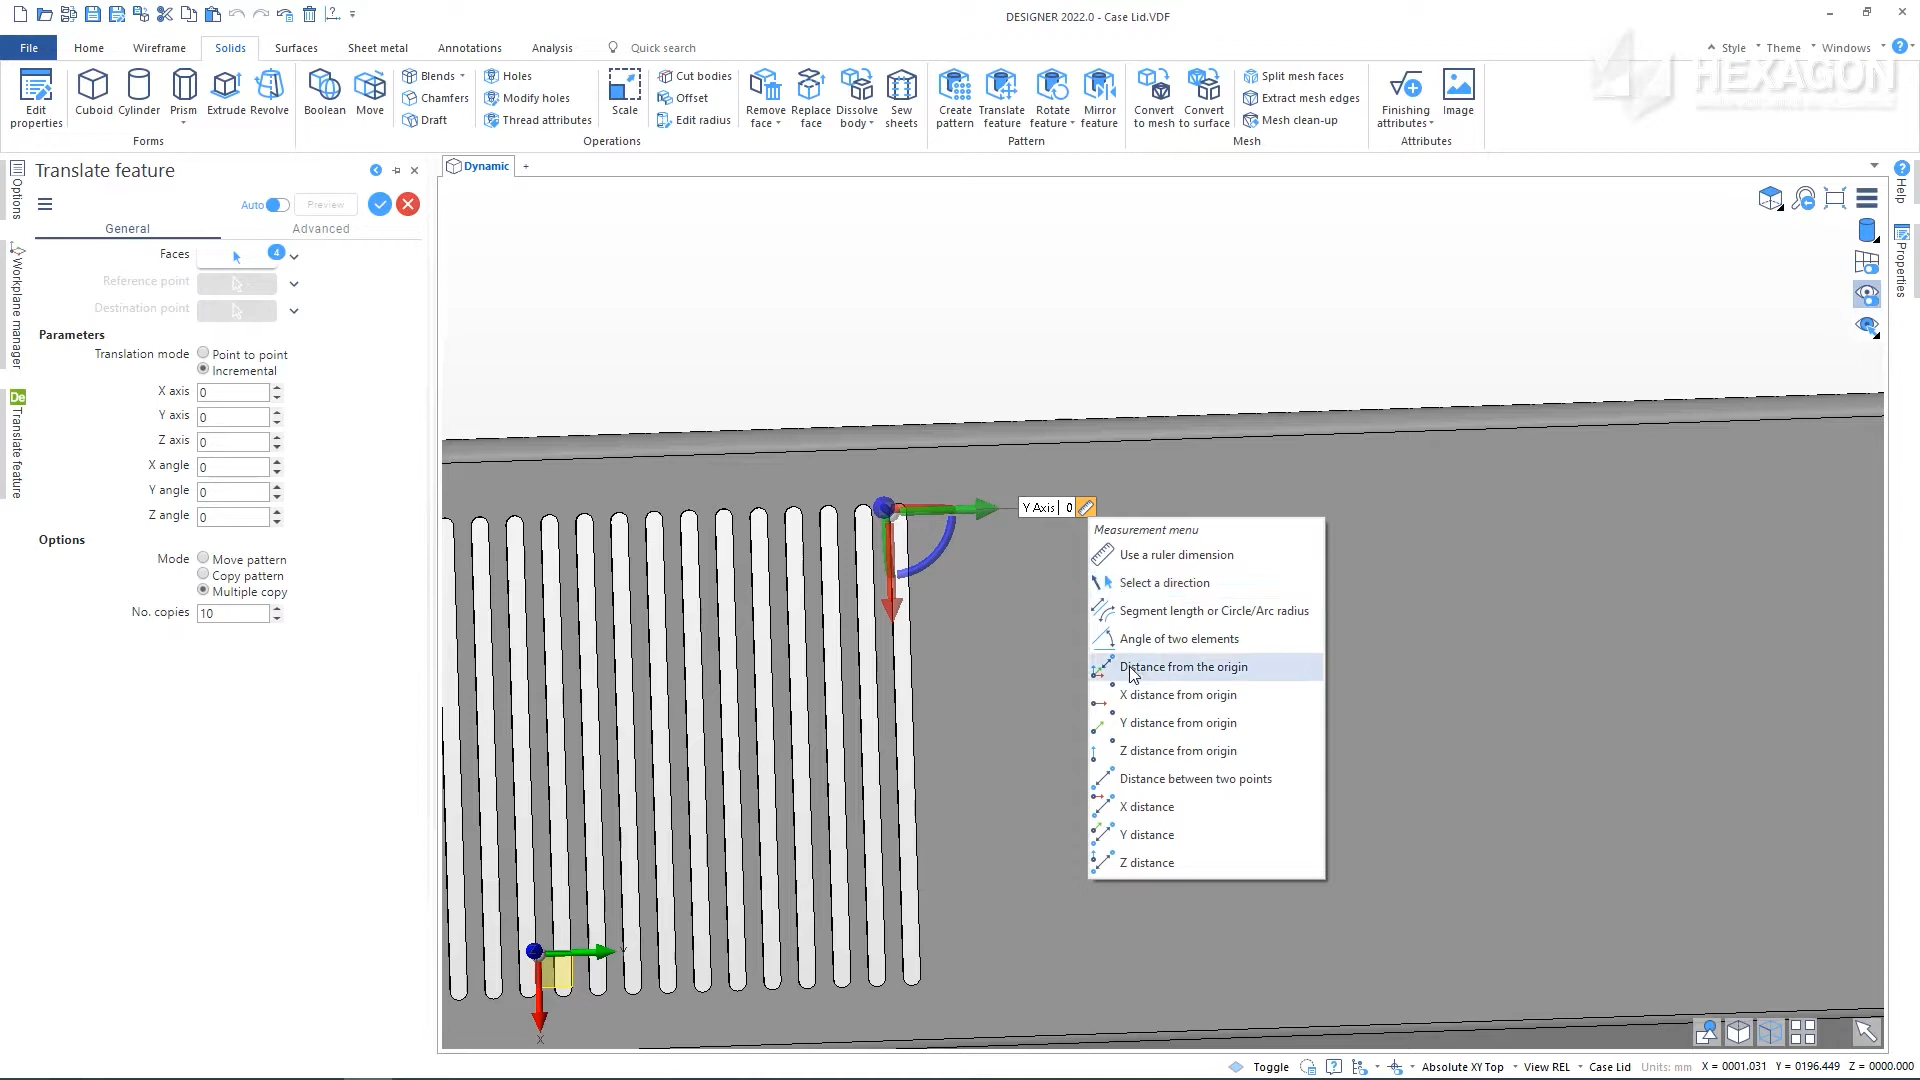 DESIGNER 2022.0 - Case Lid.VDF
File Home Wireframe Solids Surfaces Sheet metal Annotations Analysis Quick search Style Theme Windows
HEXAGON
Edit properties
Cuboid Cylinder Prism Extrude Revolve
Forms
Boolean Move
Blends
Chamfers
Draft
Holes
Modify holes
Thread attributes
Scale
Cut bodies
Offset
Edit radius
Remove face
Replace face
Dissolve body
Sew sheets
Operations
Create pattern
Translate feature
Rotate feature
Mirror feature
Pattern
Convert to mesh
Convert to surface
Split mesh faces
Extract mesh edges
Mesh clean-up
Mesh
Finishing attributes
Image
Attributes
Options
Workplane manager
De Translate feature
Translate feature
Auto Preview
General Advanced
Faces 4
Reference point
Destination point
Parameters
Translation mode Point to point
Incremental
X axis 0
Y axis 0
Z axis 0
X angle 0
Y angle 0
Z angle 0
Options
Mode Move pattern
Copy pattern
Multiple copy
No. copies 10
Dynamic +
Help
Properties
Y Axis 0
Measurement menu
Use a ruler dimension
Select a direction
Segment length or Circle/Arc radius
Angle of two elements
Distance from the origin
X distance from origin
Y distance from origin
Z distance from origin
Distance between two points
X distance
Y distance
Z distance
Y
X
Toggle Absolute XY Top View REL Case Lid Units: mm X = 0001.031 Y = 0196.449 Z = 0000.000